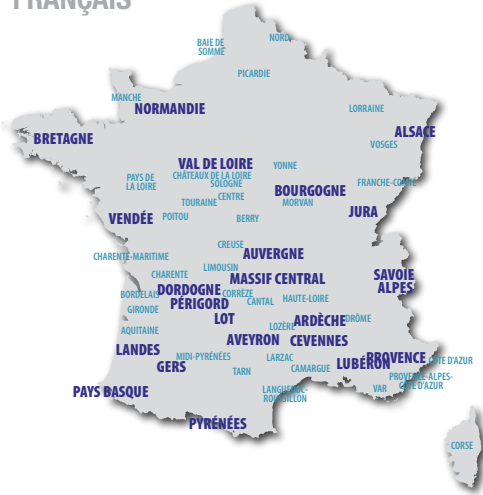 FRANÇAIS
BAIE DE
SOMME
NORD
PICARDIE
MANCHE
NORMANDIE
LORRAINE
BRETAGNE
ALSACE
VOSGES
VAL DE LOIRE
YONNE
CHÂTEAUX DE LA LOIRE
PAYS DE
LA LOIRE
SOLOGNE
FRANCHE-COMTÉ
BOURGOGNE
CENTRE
TOURAINE
MORVAN
JURA
VENDÉE
POITOU
BERRY
CREUSE
AUVERGNE
CHARENTE-MARITIME
LIMOUSIN
CHARENTE
MASSIF CENTRAL
SAVOIE
ALPES
DORDOGNE
BORDELAIS
CORRÈZE
PÉRIGORD
CANTAL
HAUTE-LOIRE
GIRONDE
LOT
ARDÈCHE
DRÔME
AQUITAINE
LOZÈRE
AVEYRON
CEVENNES
LANDES
MIDI-PYRÉNÉES
LARZAC
PROVENCE
CÔTE D'AZUR
GERS
TARN
CAMARGUE
LUBÉRON
PROVENCE-ALPES-
CÔTE D'AZUR
VAR
PAYS BASQUE
LANGUEDOC-
ROUSSILLON
PYRÉNÉES
CORSE